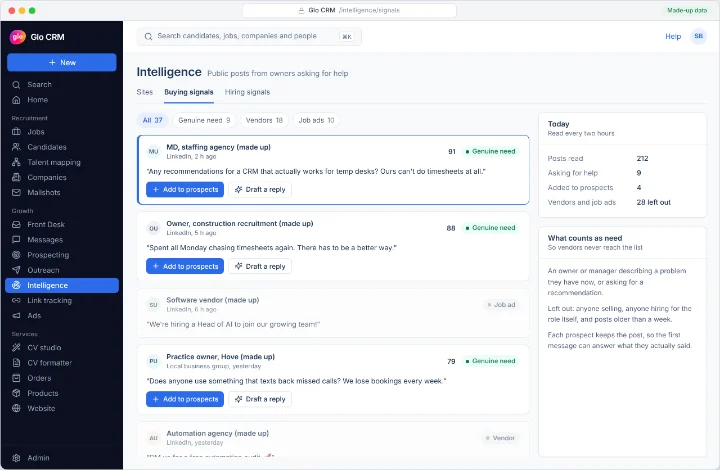 Glo CRM /intelligence/signals
Made-up data
glo Glo CRM
Search candidates, jobs, companies and people ⌘K
Help SB
+ New
Search
Home
Recruitment
Jobs
Candidates
Talent mapping
Companies
Mailshots
Growth
Front Desk
Messages
Prospecting
Outreach
Intelligence
Link tracking
Ads
Services
CV studio
CV formatter
Orders
Products
Website
Admin
Intelligence Public posts from owners asking for help
Sites Buying signals Hiring signals
All 37 Genuine need 9 Vendors 18 Job ads 10
MU MD, staffing agency (made up) 91 Genuine need
LinkedIn, 2 h ago
"Any recommendations for a CRM that actually works for temp desks? Ours can't do timesheets at all."
+ Add to prospects Draft a reply
OU Owner, construction recruitment (made up) 88 Genuine need
LinkedIn, 5 h ago
"Spent all Monday chasing timesheets again. There has to be a better way."
+ Add to prospects Draft a reply
SU Software vendor (made up) Job ad
LinkedIn, 6 h ago
"We're hiring a Head of AI to join our growing team!"
PU Practice owner, Hove (made up) 79 Genuine need
Local business group, yesterday
"Does anyone use something that texts back missed calls? We lose bookings every week."
+ Add to prospects Draft a reply
AU Automation agency (made up) Vendor
LinkedIn, yesterday
Today
Read every two hours
Posts read 212
Asking for help 9
Added to prospects 4
Vendors and job ads 28 left out
What counts as need
So vendors never reach the list
An owner or manager describing a problem
they have now, or asking for a
recommendation.
Left out: anyone selling, anyone hiring for the
role itself, and posts older than a week.
Each prospect keeps the post, so the first
message can answer what they actually said.